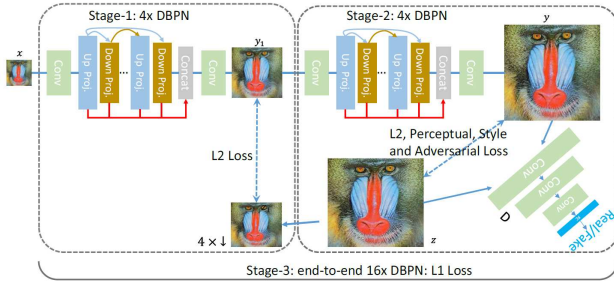 Stage-1: 4x DBPN
Stage-2: 4x DBPN
x
y₁
y
Conv
Up Proj.
Down Proj.
...
Up Proj.
Down Proj.
Concat
Conv
Conv
Up Proj.
Down Proj.
...
Up Proj.
Down Proj.
Concat
Conv
L2 Loss
L2, Perceptual, Style
and Adversarial Loss
Conv
Conv
Conv
D
Real/Fake
4 ×↓
z
Stage-3: end-to-end 16x DBPN: L1 Loss